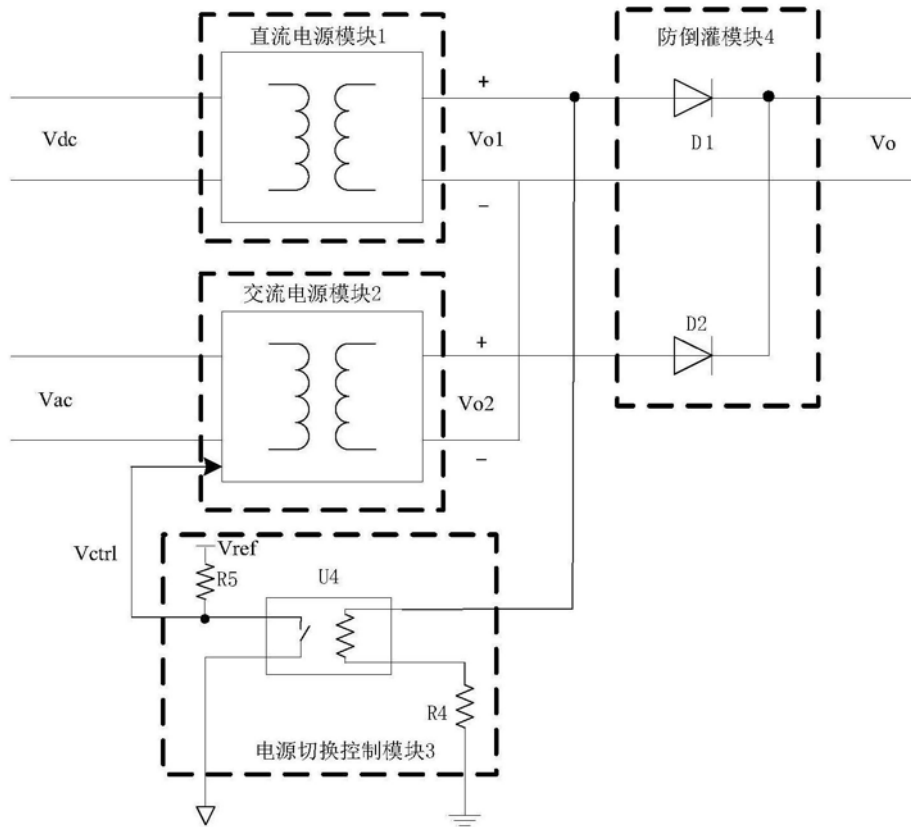 直流电源模块1
防倒灌模块4
+
Vdc
Vo1
D1
Vo
-
交流电源模块2
D2
+
Vac
Vo2
-
Vctrl
Vref
R5
U4
R4
电源切换控制模块3